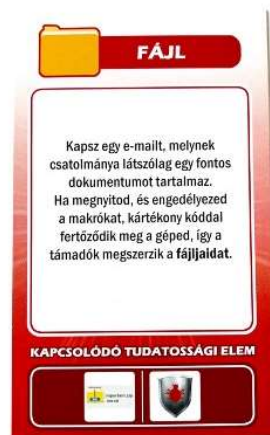 FÁJL
Kapsz egy e-mailt, melynek
csatolmánya látszólag egy fontos
dokumentumot tartalmaz.
Ha megnyitod, és engedélyezed
a makrókat, kártékony kóddal
fertőződik meg a géped, így a
támadók megszerzik a fájljaidat.
KAPCSOLÓDÓ TUDATOSSÁGI ELEM